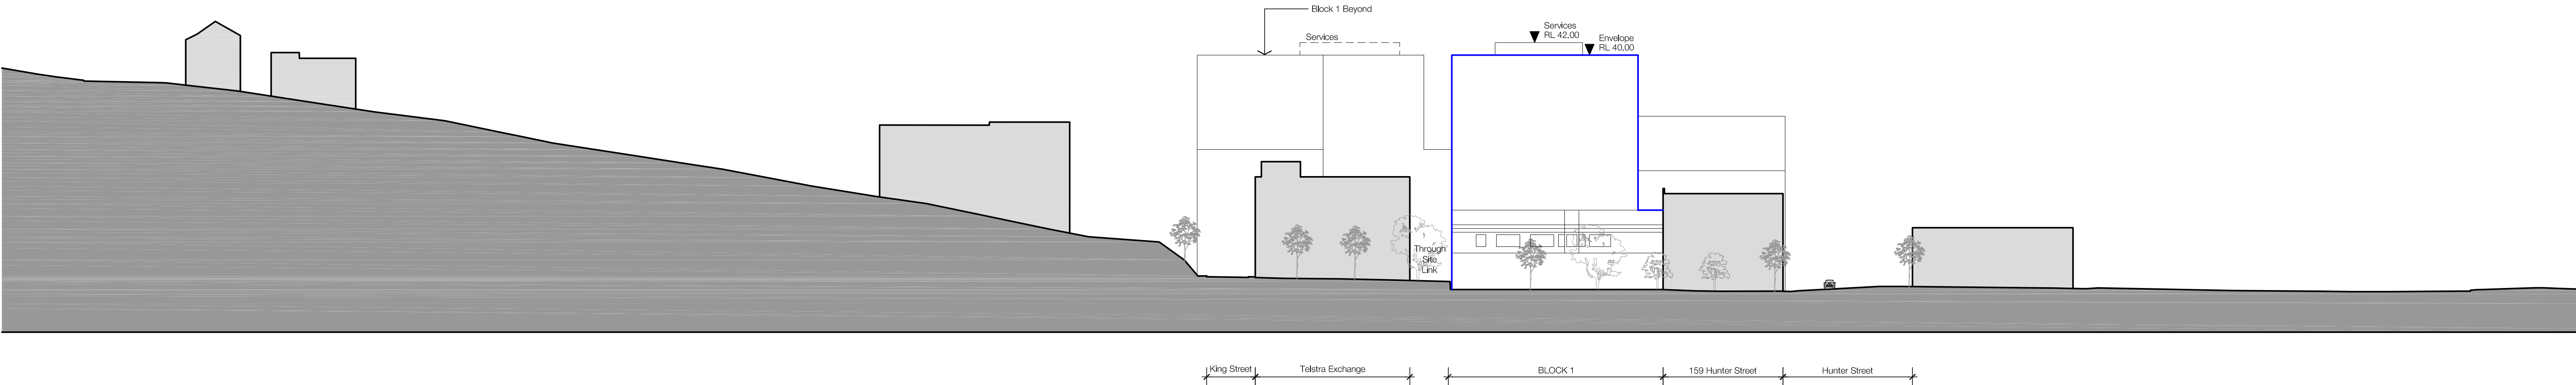 Block 1 Beyond
Services
Services
RL 42.00
Envelope
RL 40.00
Through
Site
Link
King Street
Telstra Exchange
BLOCK 1
159 Hunter Street
Hunter Street